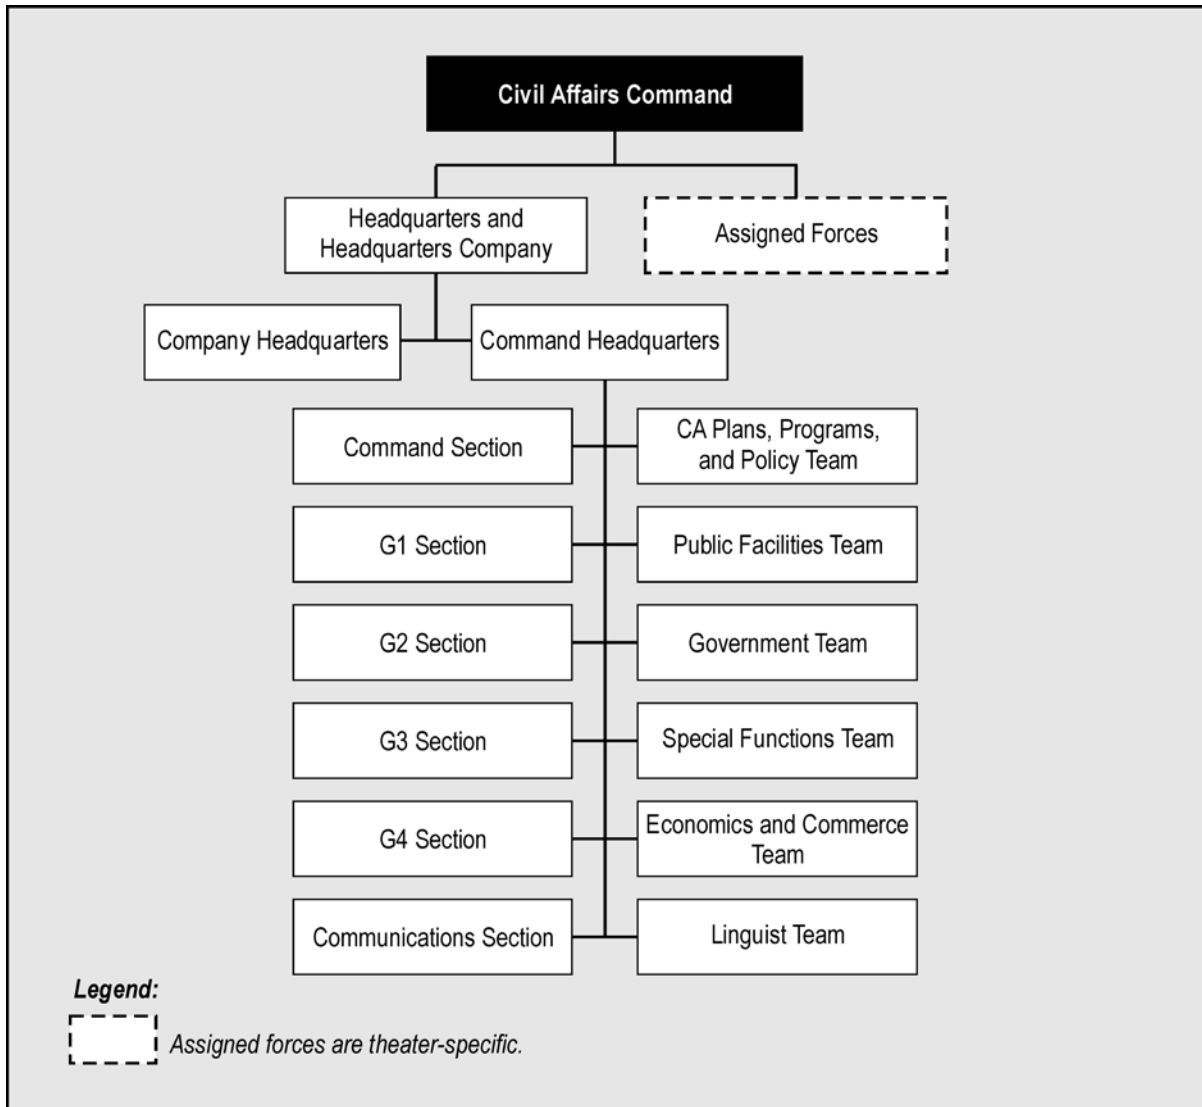 Civil Affairs Command
Headquarters and
Headquarters Company
Assigned Forces
Company Headquarters
Command Headquarters
Command Section
CA Plans, Programs,
and Policy Team
G1 Section
Public Facilities Team
G2 Section
Government Team
G3 Section
Special Functions Team
G4 Section
Economics and Commerce
Team
Communications Section
Linguist Team
Legend:
Assigned forces are theater-specific.